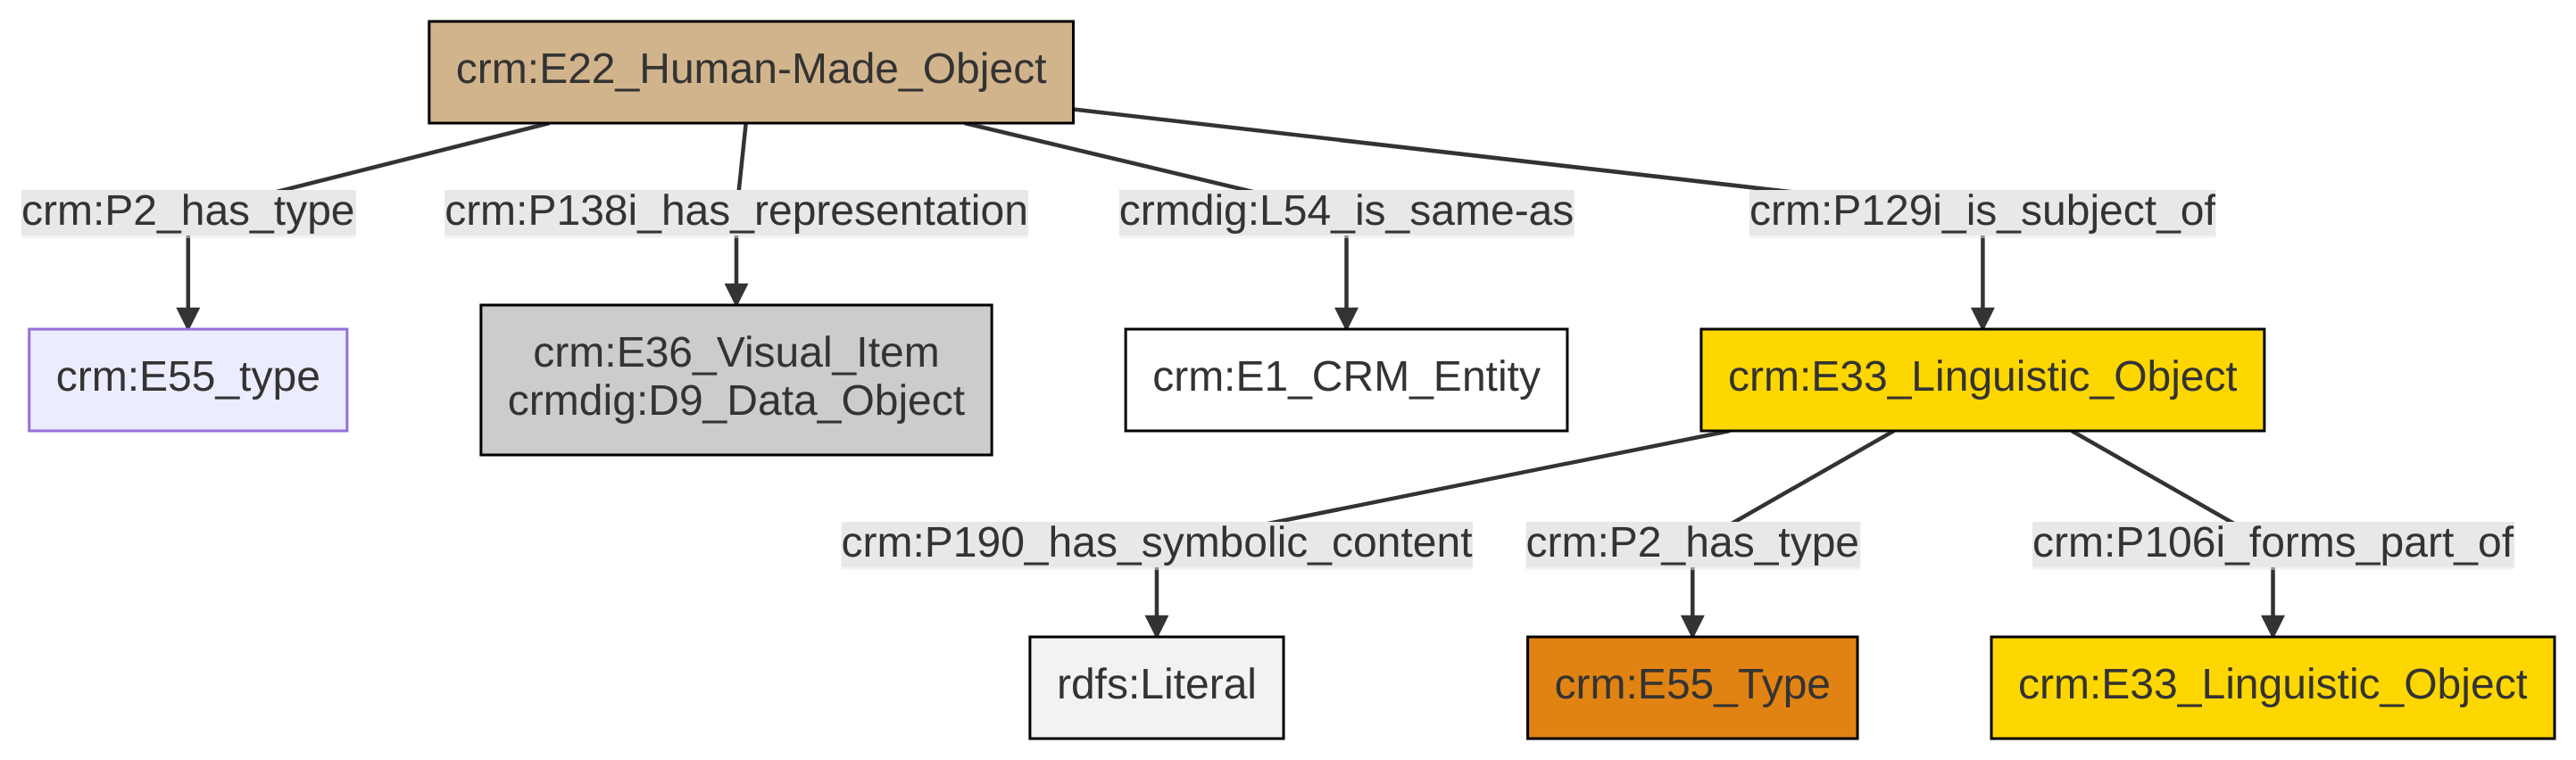 crm:E22_Human-Made_Object
crm:P2_has_type
crm:P138i_has_representation
crmdig:L54_is_same-as
crm:P129i_is_subject_of
crm:E55_type
crm:E36_Visual_Item
crmdig:D9_Data_Object
crm:E1_CRM_Entity
crm:E33_Linguistic_Object
crm:P190_has_symbolic_content
crm:P2_has_type
crm:P106i_forms_part_of
rdfs:Literal
crm:E55_Type
crm:E33_Linguistic_Object